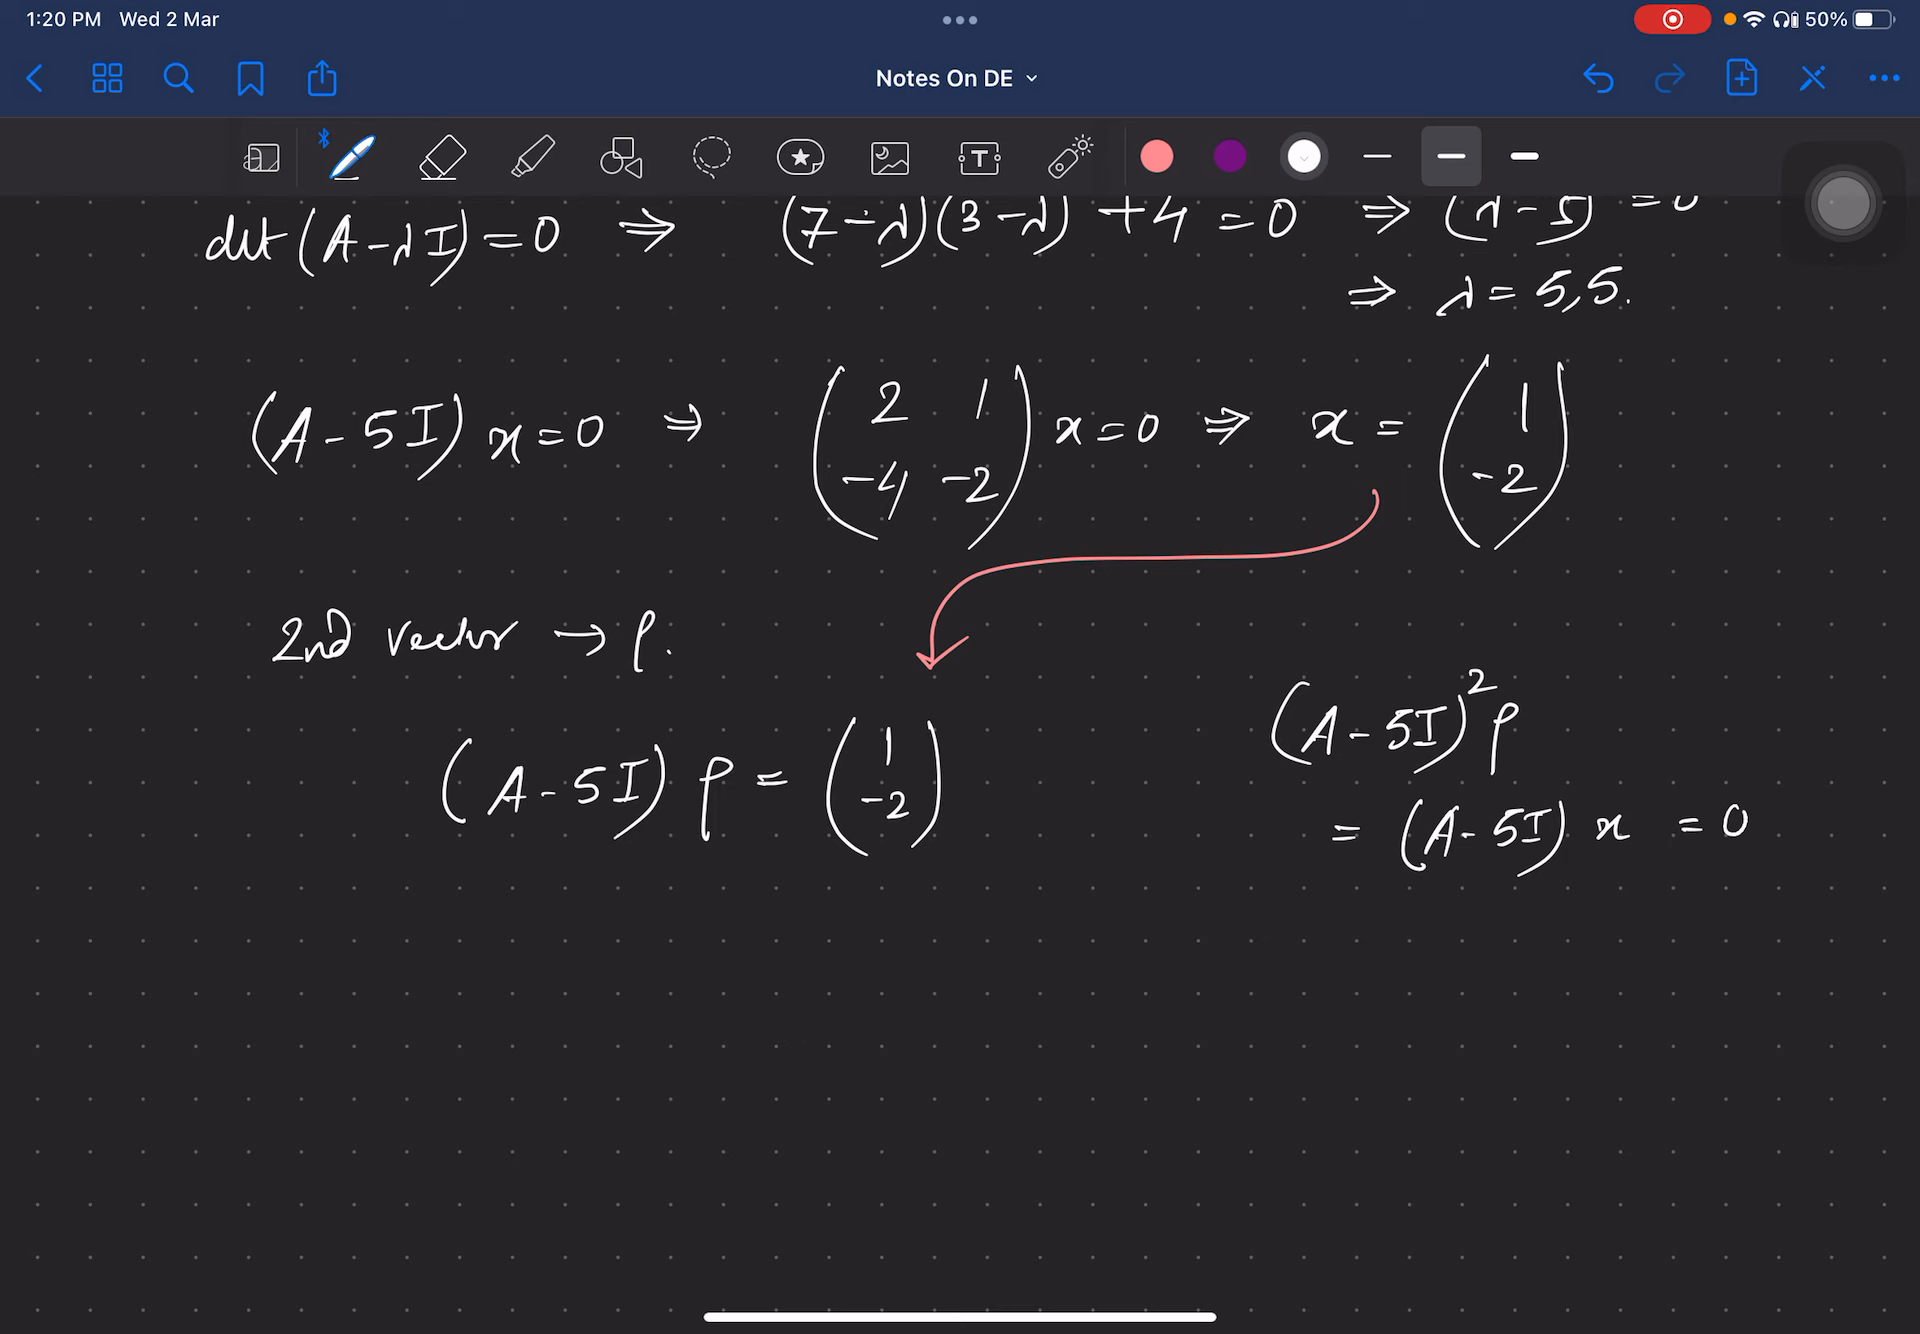 1:20 PM Wed 2 Mar
50%
Notes On DE
det (A-λI) = 0 ⇒ (7-λ)(3-λ) +4 = 0 ⇒ (λ-5) = 0
⇒ λ = 5,5.
(A-5I) x = 0 ⇒ (2 1
-4 -2) x = 0 ⇒ x = (1
-2)
2nd vector → p.
(A-5I) p = (1
-2)
(A-5I)² p
= (A-5I) x = 0